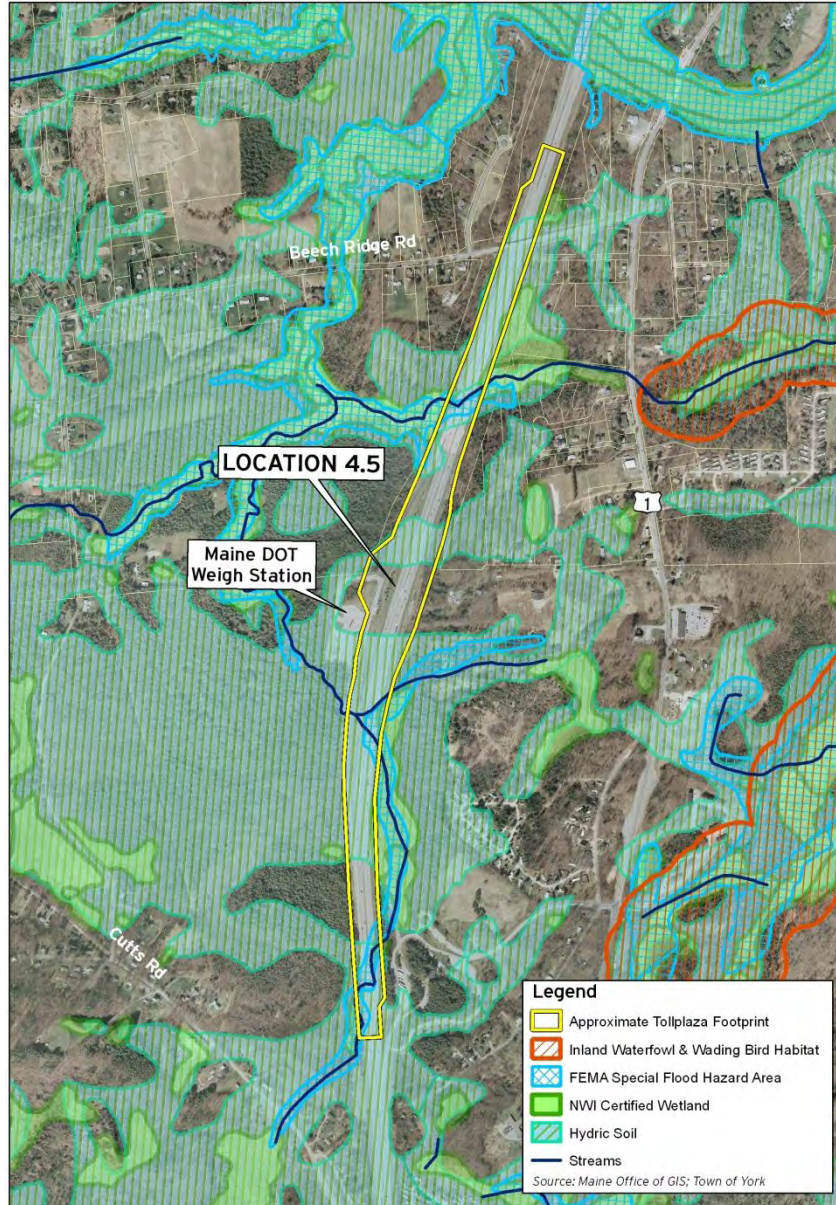 Beech Ridge Rd
LOCATION 4.5
1
Maine DOT
Weigh Station
Cutts Rd
Legend
Approximate Tollplaza Footprint
Inland Waterfowl & Wading Bird Habitat
FEMA Special Flood Hazard Area
NWI Certified Wetland
Hydric Soil
Streams
Source: Maine Office of GIS; Town of York